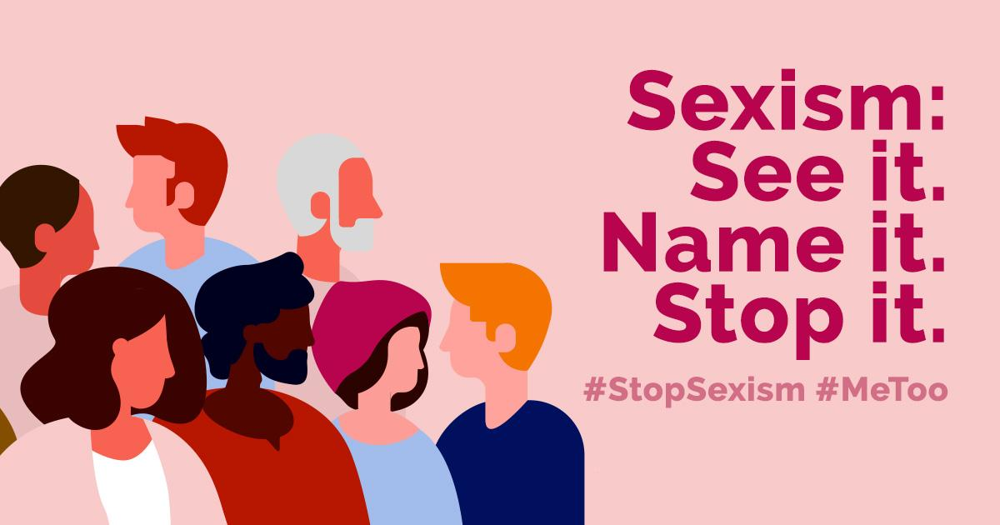 Sexism:
See it.
Name it.
Stop it.
#StopSexism #MeToo